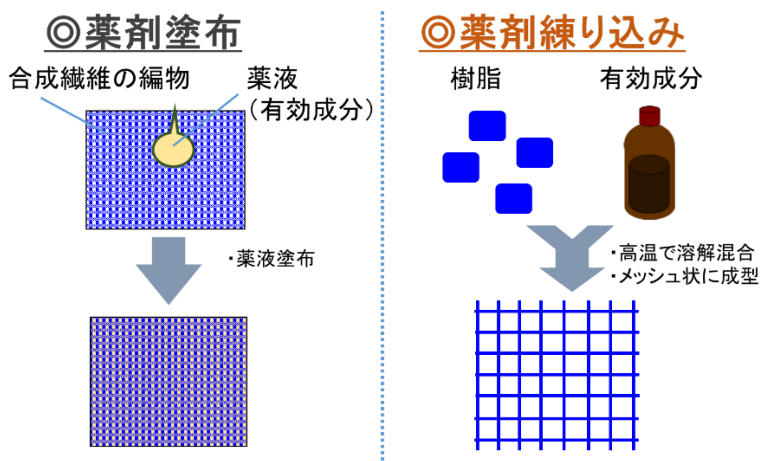 ◎薬剤塗布
合成繊維の編物
薬液
（有効成分）
・薬液塗布
◎薬剤練り込み
樹脂
有効成分
・高温で溶解混合
・メッシュ状に成型